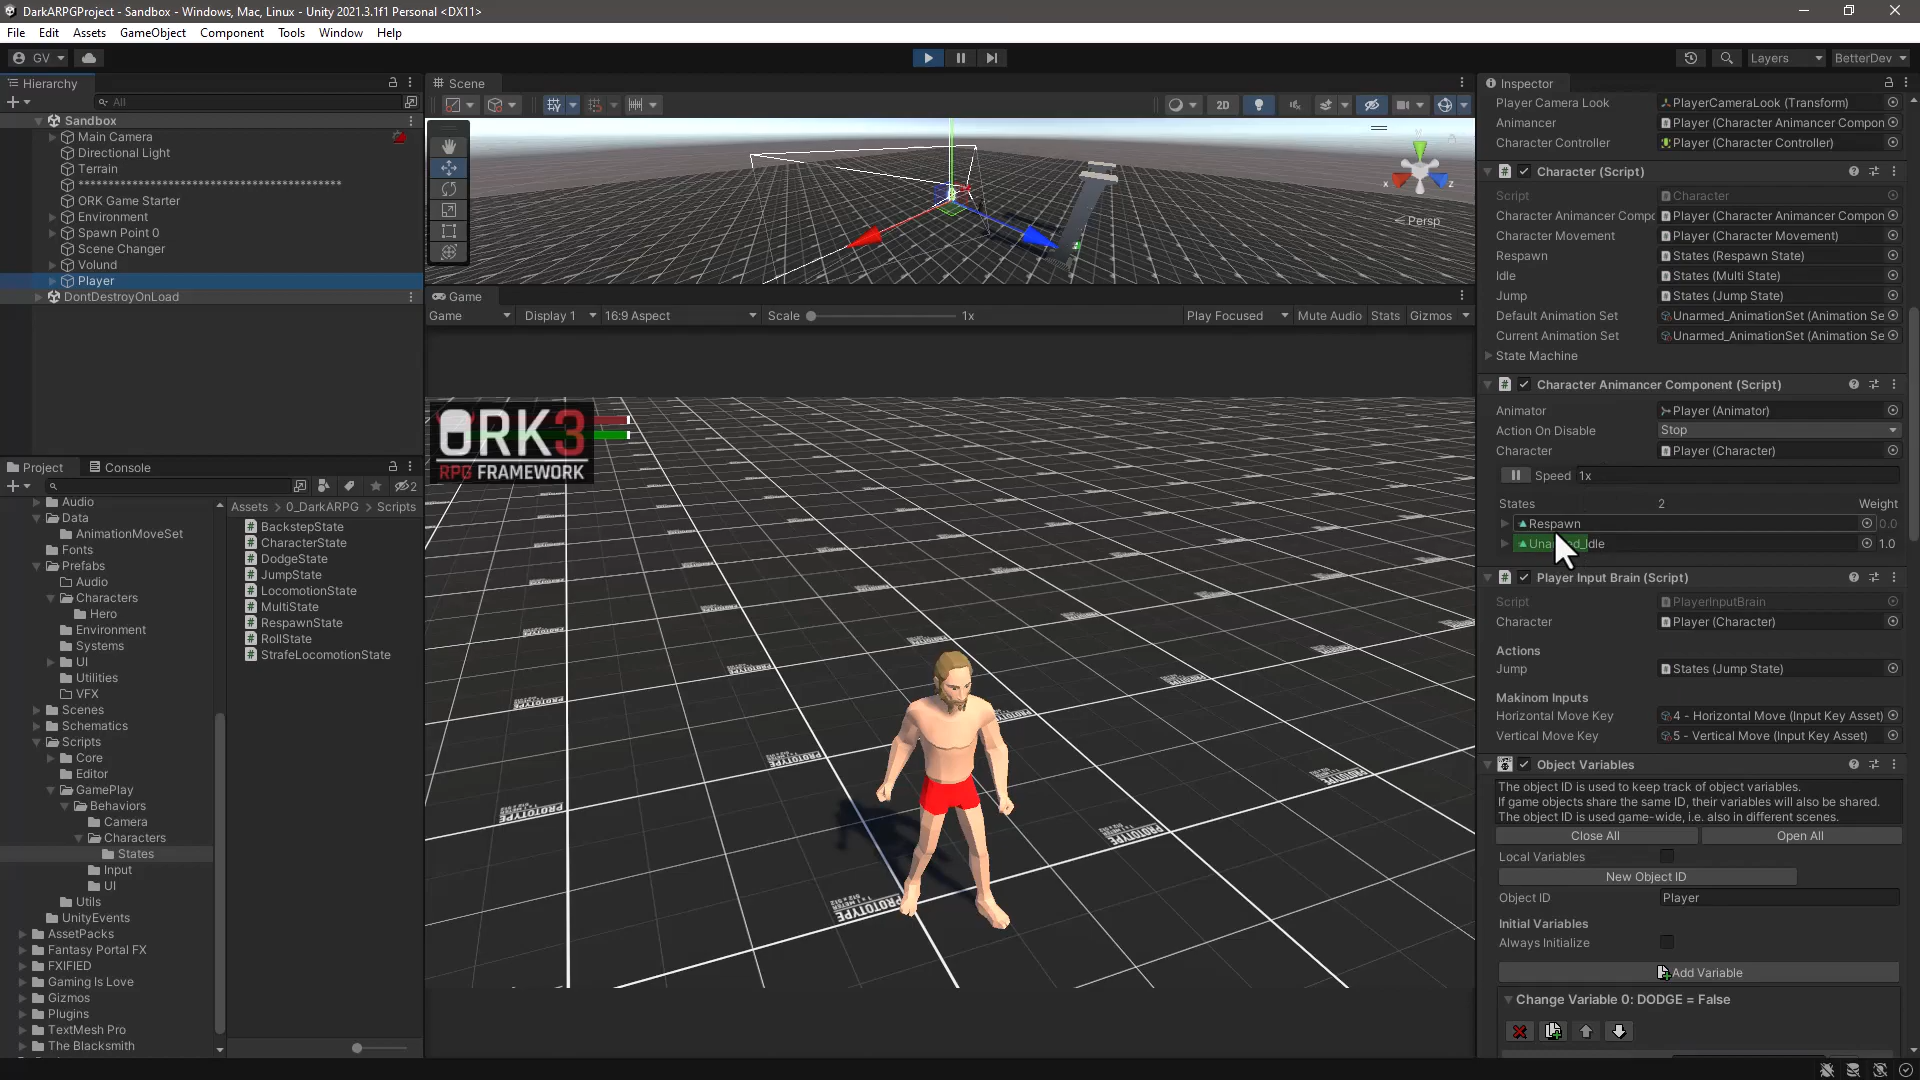 DarkARPGProject - Sandbox - Windows, Mac, Linux - Unity 2021.3.1f1 Personal <DX11>
File Edit Assets GameObject Component Tools Window Help
GV
Layers
BetterDev
Hierarchy
All
Sandbox
Main Camera
Directional Light
Terrain
********************************************
ORK Game Starter
Environment
Spawn Point 0
Scene Changer
Volund
Player
DontDestroyOnLoad
Scene
2D
x
z
Persp
Game
Game Display 1 16:9 Aspect Scale 1x Play Focused Mute Audio Stats Gizmos
ORK3
RPG FRAMEWORK
PROTOTYPE
Project Console
2
Audio
Data
AnimationMoveSet
Fonts
Prefabs
Audio
Characters
Hero
Environment
Systems
UI
Utilities
VFX
Scenes
Schematics
Scripts
Core
Editor
GamePlay
Behaviors
Camera
Characters
States
Input
UI
Utils
UnityEvents
AssetPacks
Fantasy Portal FX
FXIFIED
Gaming Is Love
Gizmos
Plugins
TextMesh Pro
The Blacksmith
Assets > 0_DarkARPG > Scripts
BackstepState
CharacterState
DodgeState
JumpState
LocomotionState
MultiState
RespawnState
RollState
StrafeLocomotionState
Inspector
Player Camera Look PlayerCameraLook (Transform)
Animancer Player (Character Animancer Compon
Character Controller Player (Character Controller)
Character (Script)
Script Character
Character Animancer Compo Player (Character Animancer Compon
Character Movement Player (Character Movement)
Respawn States (Respawn State)
Idle States (Multi State)
Jump States (Jump State)
Default Animation Set Unarmed_AnimationSet (Animation Se
Current Animation Set Unarmed_AnimationSet (Animation Se
State Machine
Character Animancer Component (Script)
Animator Player (Animator)
Action On Disable Stop
Character Player (Character)
Speed 1x
States 2 Weight
Respawn 0.0
1.0
Player Input Brain (Script)
Script PlayerInputBrain
Character Player (Character)
Actions
Jump States (Jump State)
Makinom Inputs
Horizontal Move Key 4 - Horizontal Move (Input Key Asset)
Vertical Move Key 5 - Vertical Move (Input Key Asset)
Object Variables
The object ID is used to keep track of object variables.
If game objects share the same ID, their variables will also be shared.
The object ID is used game-wide, i.e. also in different scenes.
Close All Open All
Local Variables
New Object ID
Object ID Player
Initial Variables
Always Initialize
Add Variable
Change Variable 0: DODGE = False